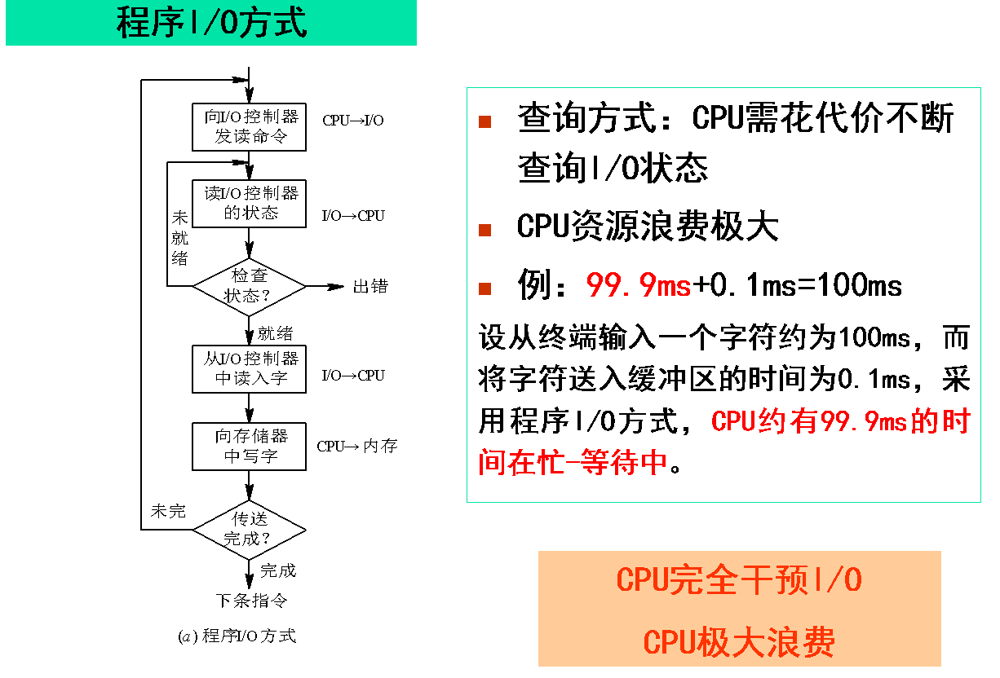 程序I/O方式
向I/O控制器
发读命令
CPU→I/O
读I/O控制器
的状态
I/O→CPU
未
就
绪
检查
状态?
出错
就绪
从I/O控制器
中读入字
I/O→CPU
向存储器
中写字
CPU→内存
未完
传送
完成?
完成
下条指令
(a)程序I/O方式
查询方式：CPU需花代价不断
查询I/O状态
CPU资源浪费极大
例：99.9ms+0.1ms=100ms
设从终端输入一个字符约为100ms，而
将字符送入缓冲区的时间为0.1ms，采
用程序I/O方式，CPU约有99.9ms的时
间在忙-等待中。
CPU完全干预I/O
CPU极大浪费